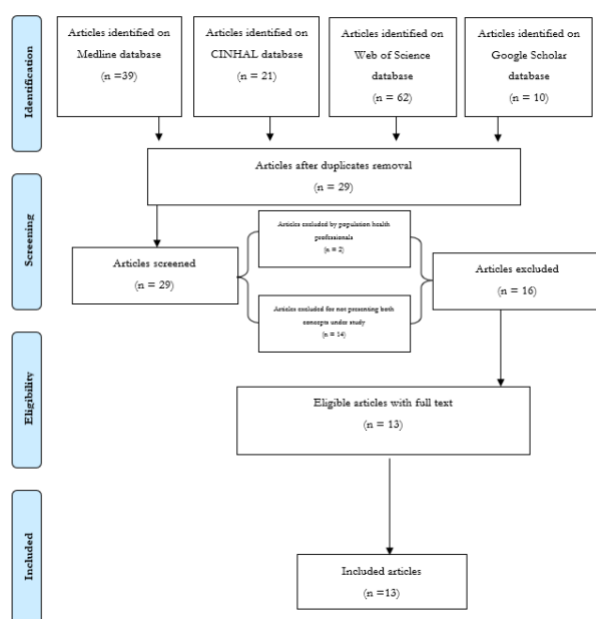 Identification
Articles identified on
Medline database
(n =39)
Articles identified on
CINHAL database
(n = 21)
Articles identified on
Web of Science
database
(n = 62)
Articles identified on
Google Scholar
database
(n = 10)
Articles after duplicates removal
(n = 29)
Screening
Articles screened
(n = 29)
Articles excluded by population health
professionals
(n = 2)
Articles excluded for not presenting both
concepts under study
(n = 14)
Articles excluded
(n = 16)
Eligibility
Eligible articles with full text
(n = 13)
Included
Included articles
(n =13)